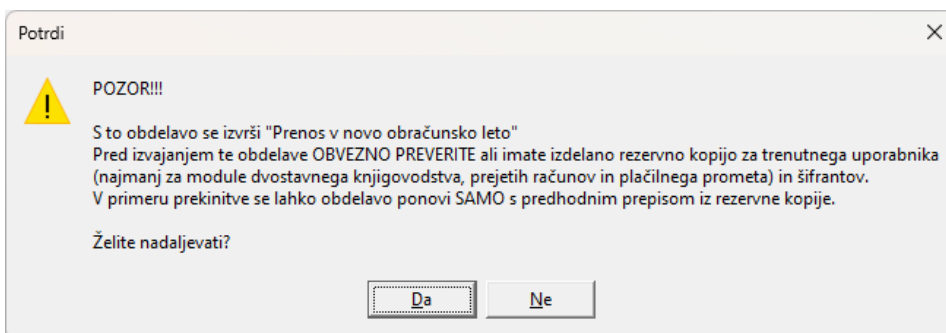 Potrdi
POZOR!!!
S to obdelavo se izvrši "Prenos v novo obračunsko leto"
Pred izvajanjem te obdelave OBVEZNO PREVERITE ali imate izdelano rezervno kopijo za trenutnega uporabnika
(najmanj za module dvostavnega knjigovodstva, prejetih računov in plačilnega prometa) in šifrantov.
V primeru prekinitve se lahko obdelavo ponovi SAMO s predhodnim prepisom iz rezervne kopije.
Želite nadaljevati?
Da
Ne